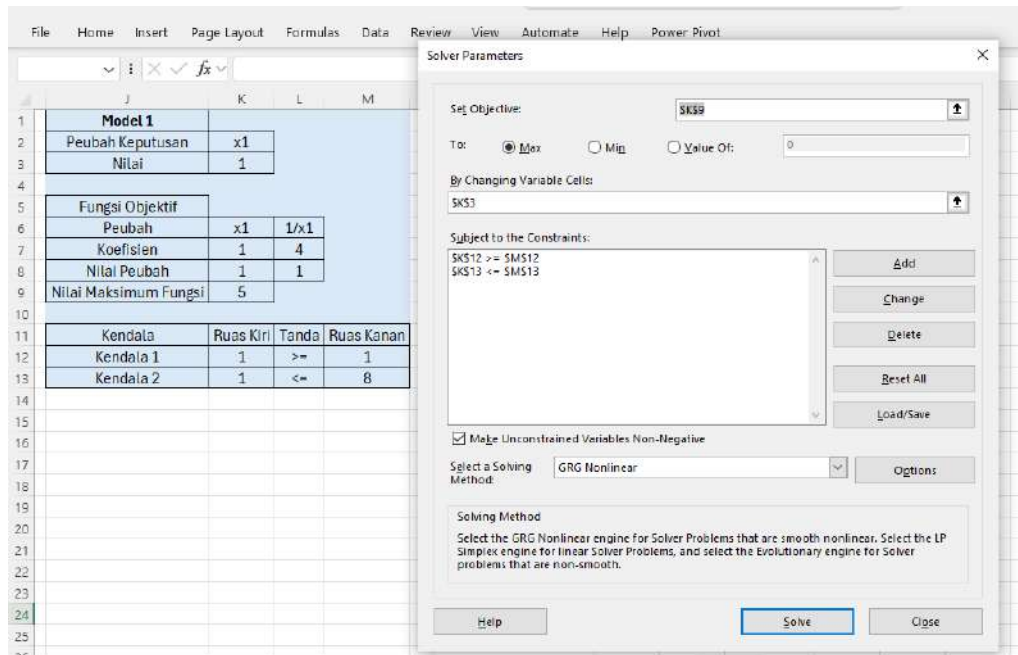 File Home Insert Page Layout Formulas Data Review View Automate Help Power Pivot
fx
J K L M
1 Model 1
2 Peubah Keputusan x1
3 Nilai 1
4
5 Fungsi Objektif
6 Peubah x1 1/x1
7 Koefisien 1 4
8 Nilai Peubah 1 1
9 Nilai Maksimum Fungsi 5
10
11 Kendala Ruas Kiri Tanda Ruas Kanan
12 Kendala 1 1 >= 1
13 Kendala 2 1 <= 8
14
15
16
17
18
19
20
21
22
23
24
25
26
Solver Parameters
Set Objective: $K$9
To: Max Min Value Of: 0
By Changing Variable Cells:
$K$3
Subject to the Constraints:
$K$12 >= $M$12
$K$13 <= $M$13
Add
Change
Delete
Reset All
Load/Save
Make Unconstrained Variables Non-Negative
Select a Solving Method: GRG Nonlinear Options
Solving Method
Select the GRG Nonlinear engine for Solver Problems that are smooth nonlinear. Select the LP
Simplex engine for linear Solver Problems, and select the Evolutionary engine for Solver
problems that are non-smooth.
Help Solve Close